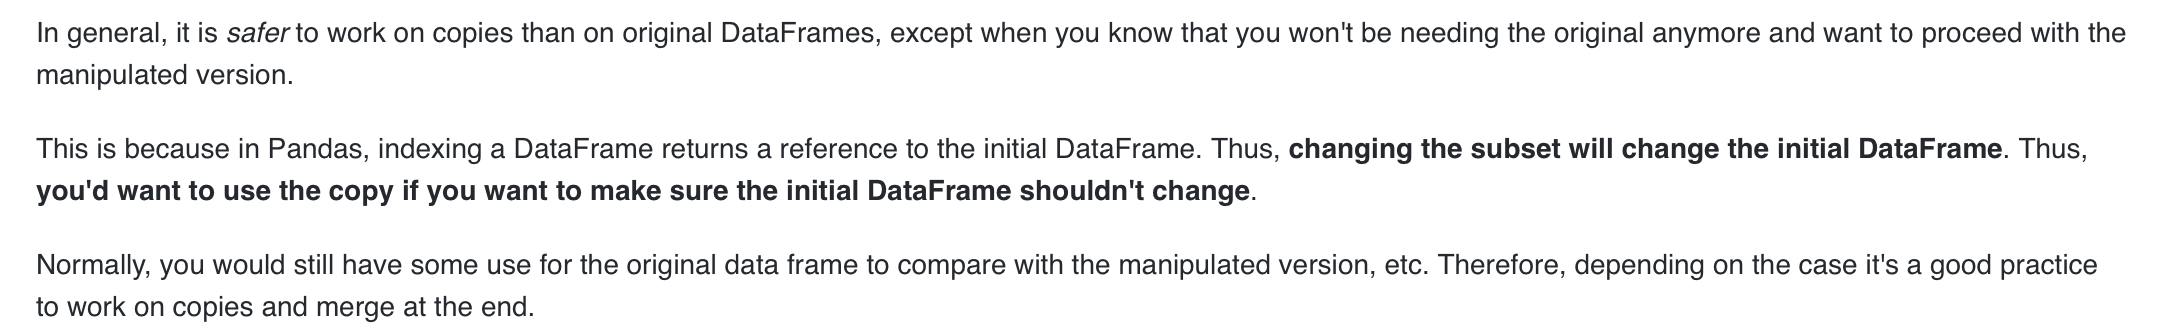 In general, it is safer to work on copies than on original DataFrames, except when you know that you won't be needing the original anymore and want to proceed with the
manipulated version.
This is because in Pandas, indexing a DataFrame returns a reference to the initial DataFrame. Thus, changing the subset will change the initial DataFrame. Thus,
you'd want to use the copy if you want to make sure the initial DataFrame shouldn't change.
Normally, you would still have some use for the original data frame to compare with the manipulated version, etc. Therefore, depending on the case it's a good practice
to work on copies and merge at the end.